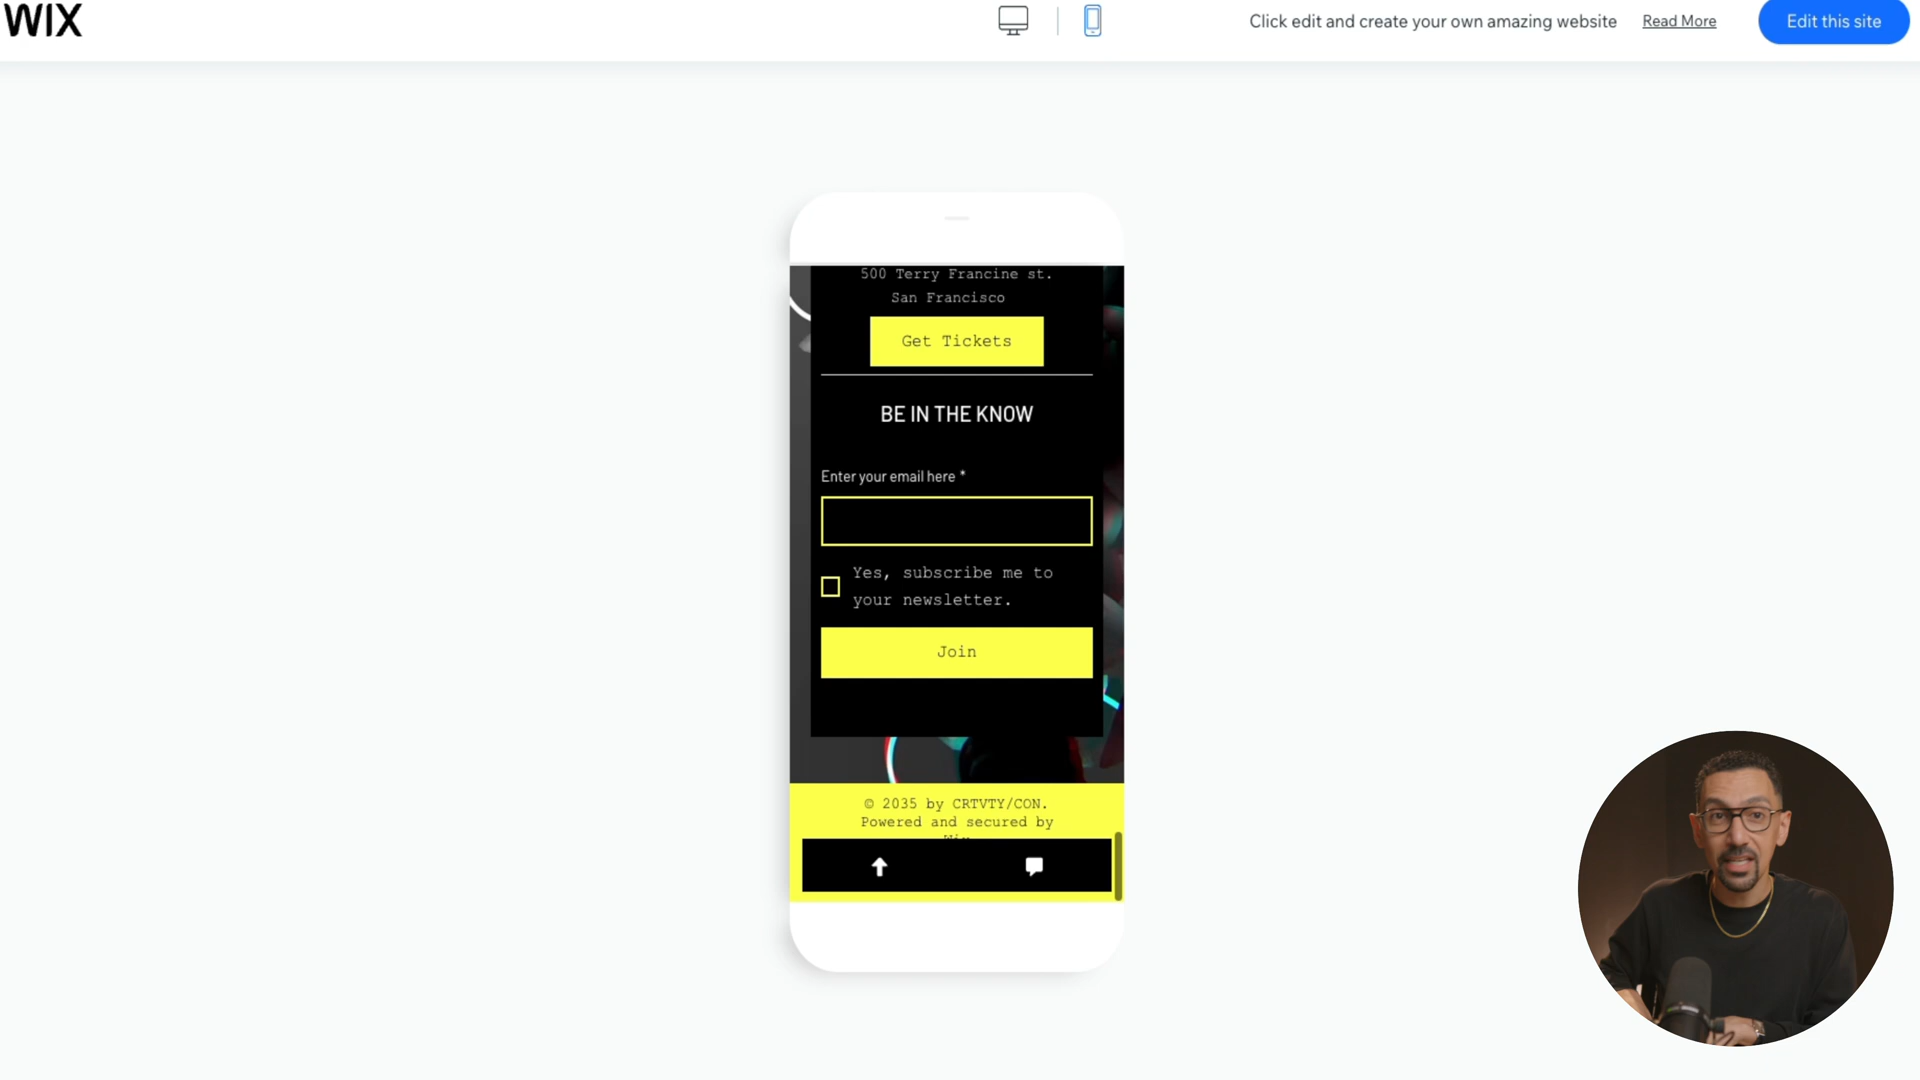 WIX
Click edit and create your own amazing website Read More Edit this site
500 Terry Francine st.
San Francisco
Get Tickets
BE IN THE KNOW
Enter your email here *
Yes, subscribe me to
your newsletter.
Join
© 2035 by CRTVTY/CON.
Powered and secured by